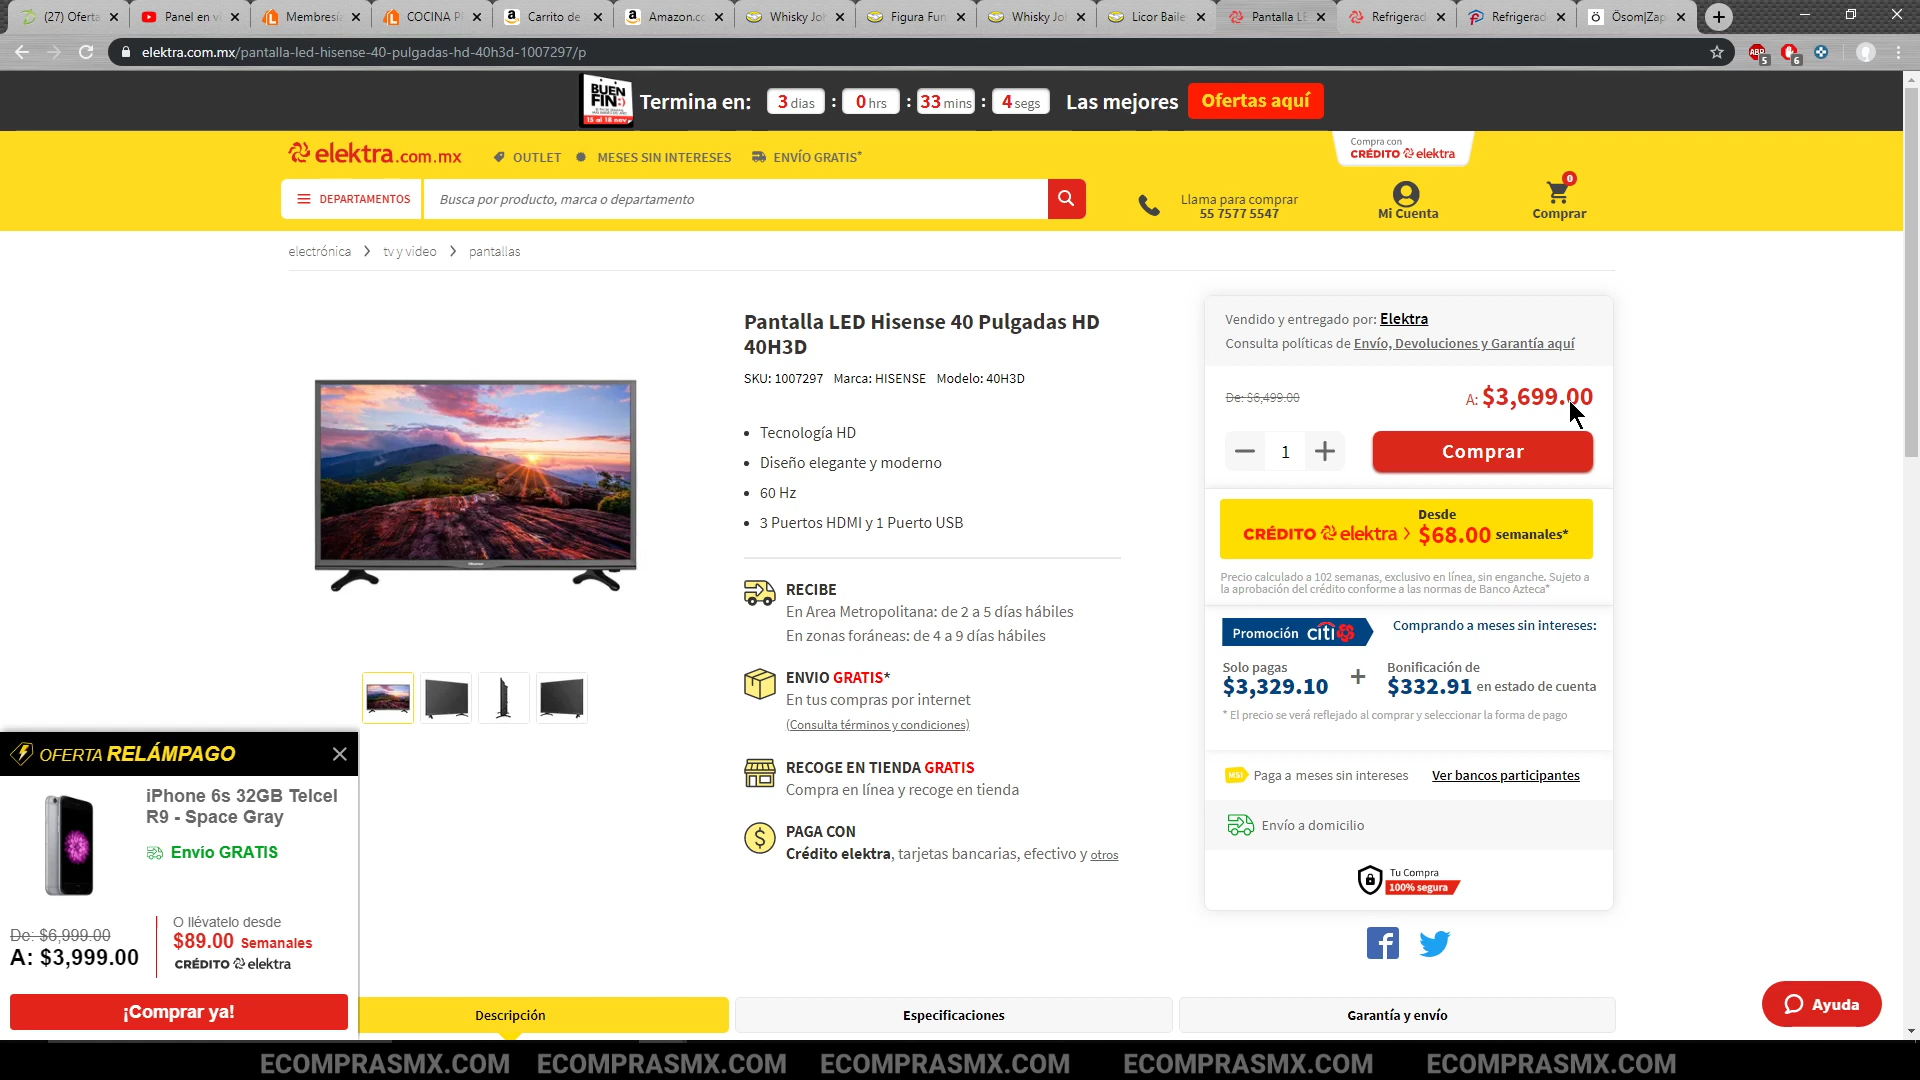 (27) Oferta
Panel en v
Membresi
COCINA P
Carrito de
Amazon.co
Whisky Joh
Figura Fun
Whisky Jo
Licor Baile
Pantalla LE
Refrigerad
Refrigerad
Ösom|Zap
elektra.com.mx/pantalla-led-hisense-40-pulgadas-hd-40h3d-1007297/p
ABP
5
6
BUEN
FIN:)
15 al 18 nov
Termina en: 3 dias : 0 hrs : 33 mins : 4 segs Las mejores Ofertas aquí
elektra.com.mx
OUTLET
MESES SIN INTERESES
ENVÍO GRATIS*
Compra con
CRÉDITO elektra
DEPARTAMENTOS
Busca por producto, marca o departamento
Llama para comprar
55 7577 5547
Mi Cuenta
0
Comprar
electrónica > tv y video > pantallas
Pantalla LED Hisense 40 Pulgadas HD
40H3D
SKU: 1007297 Marca: HISENSE Modelo: 40H3D
• Tecnología HD
• Diseño elegante y moderno
• 60 Hz
• 3 Puertos HDMI y 1 Puerto USB
RECIBE
En Area Metropolitana: de 2 a 5 días hábiles
En zonas foráneas: de 4 a 9 días hábiles
ENVIO GRATIS*
En tus compras por internet
(Consulta términos y condiciones)
RECOGE EN TIENDA GRATIS
Compra en línea y recoge en tienda
PAGA CON
Crédito elektra, tarjetas bancarias, efectivo y otros
Vendido y entregado por: Elektra
Consulta políticas de Envío, Devoluciones y Garantía aquí
De: $6,499.00
A: $3,699.00
1
Comprar
Desde
CRÉDITO elektra > $68.00 semanales*
Precio calculado a 102 semanas, exclusivo en línea, sin enganche. Sujeto a
la aprobación del crédito conforme a las normas de Banco Azteca*
Promoción citi
Comprando a meses sin intereses:
Solo pagas
$3,329.10
+
Bonificación de
$332.91 en estado de cuenta
* El precio se verá reflejado al comprar y seleccionar la forma de pago
MSI Paga a meses sin intereses Ver bancos participantes
Envío a domicilio
Tu Compra
100% segura
OFERTA RELÁMPAGO
iPhone 6s 32GB Telcel
R9 - Space Gray
Envío GRATIS
De: $6,999.00
A: $3,999.00
O llévatelo desde
$89.00 Semanales
CRÉDITO elektra
¡Comprar ya!
Descripción
Especificaciones
Garantía y envío
Ayuda
ECOMPRASMX.COM ECOMPRASMX.COM ECOMPRASMX.COM ECOMPRASMX.COM ECOMPRASMX.COM